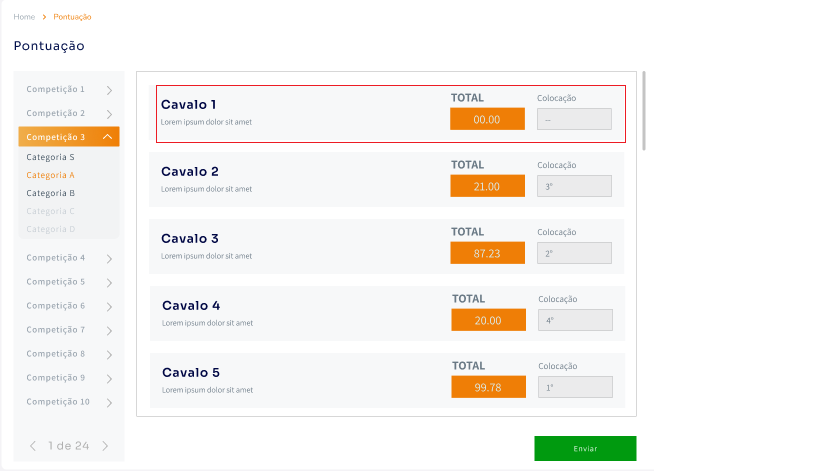 Home > Pontuação
Pontuação
Competição 1
Competição 2
Competição 3
Categoria S
Categoria A
Categoria B
Categoria C
Categoria D
Competição 4
Competição 5
Competição 6
Competição 7
Competição 8
Competição 9
Competição 10
1 de 24
Cavalo 1
Lorem ipsum dolor sit amet
TOTAL
00.00
Colocação
--
Cavalo 2
Lorem ipsum dolor sit amet
TOTAL
21.00
Colocação
3°
Cavalo 3
Lorem ipsum dolor sit amet
TOTAL
87.23
Colocação
2°
Cavalo 4
Lorem ipsum dolor sit amet
TOTAL
20.00
Colocação
4°
Cavalo 5
Lorem ipsum dolor sit amet
TOTAL
99.78
Colocação
1°
Enviar